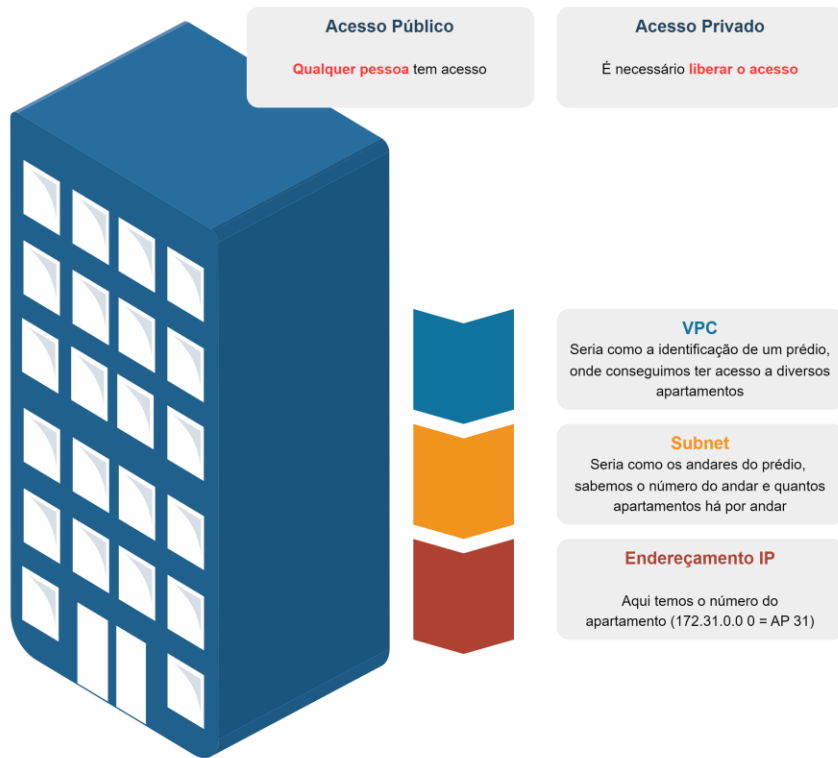 Acesso Público
Qualquer pessoa tem acesso
Acesso Privado
É necessário liberar o acesso
VPC
Seria como a identificação de um prédio,
onde conseguimos ter acesso a diversos
apartamentos
Subnet
Seria como os andares do prédio,
sabemos o número do andar e quantos
apartamentos há por andar
Endereçamento IP
Aqui temos o número do
apartamento (172.31.0.0 0 = AP 31)